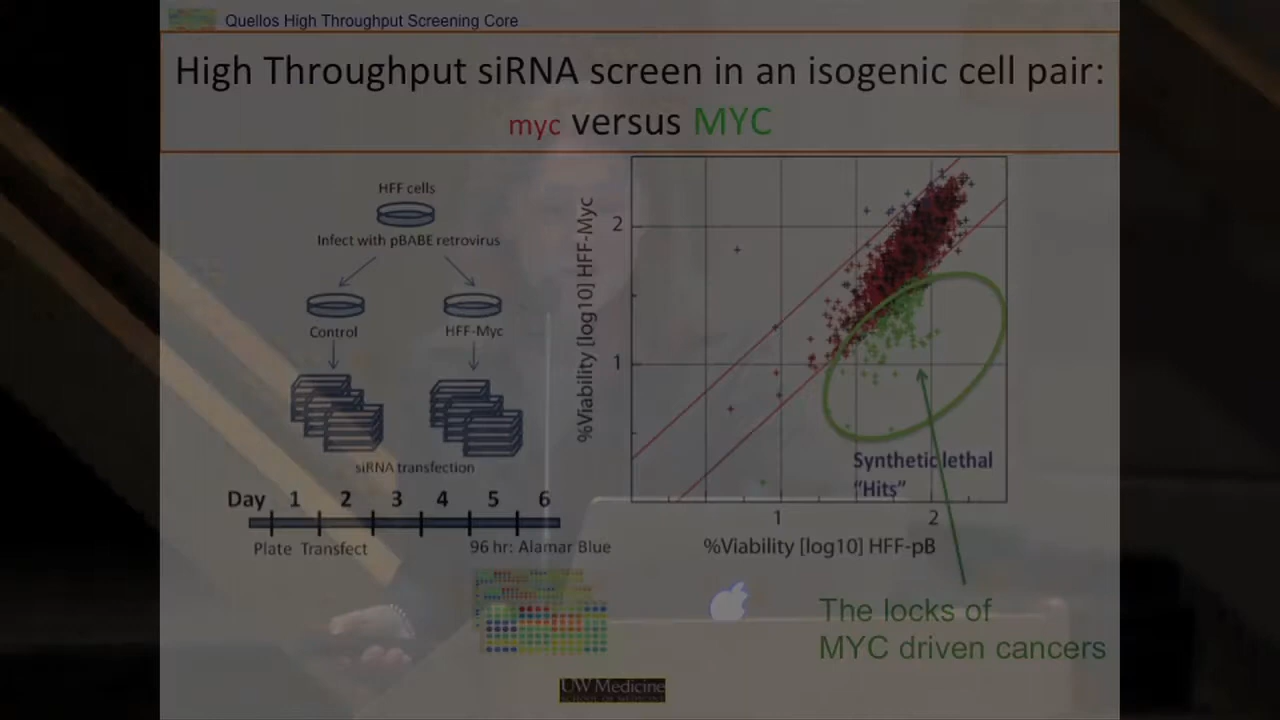 Quellos High Throughput Screening Core
High Throughput siRNA screen in an isogenic cell pair:
myc versus MYC
HFF cells
Infect with pBABE retrovirus
Control
HFF-Myc
siRNA transfection
Day 1 2 3 4 5 6
Plate Transfect
96 hr: Alamar Blue
%Viability [log10] HFF-Myc
2
1
1
2
%Viability [log10] HFF-pB
Synthetic lethal
"Hits"
The locks of
MYC driven cancers
UW Medicine
SCHOOL OF MEDICINE